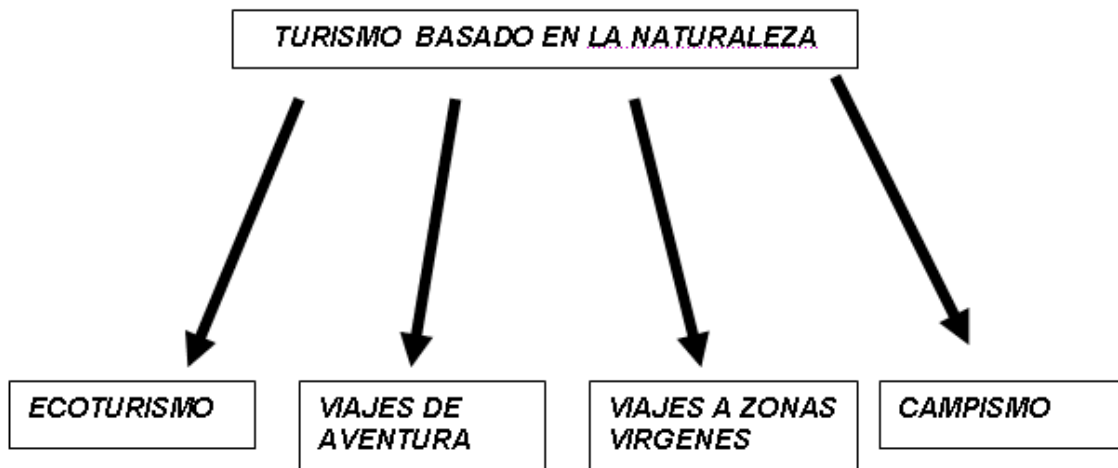 TURISMO BASADO EN LA NATURALEZA
ECOTURISMO
VIAJES DE
AVENTURA
VIAJES A ZONAS
VIRGENES
CAMPISMO